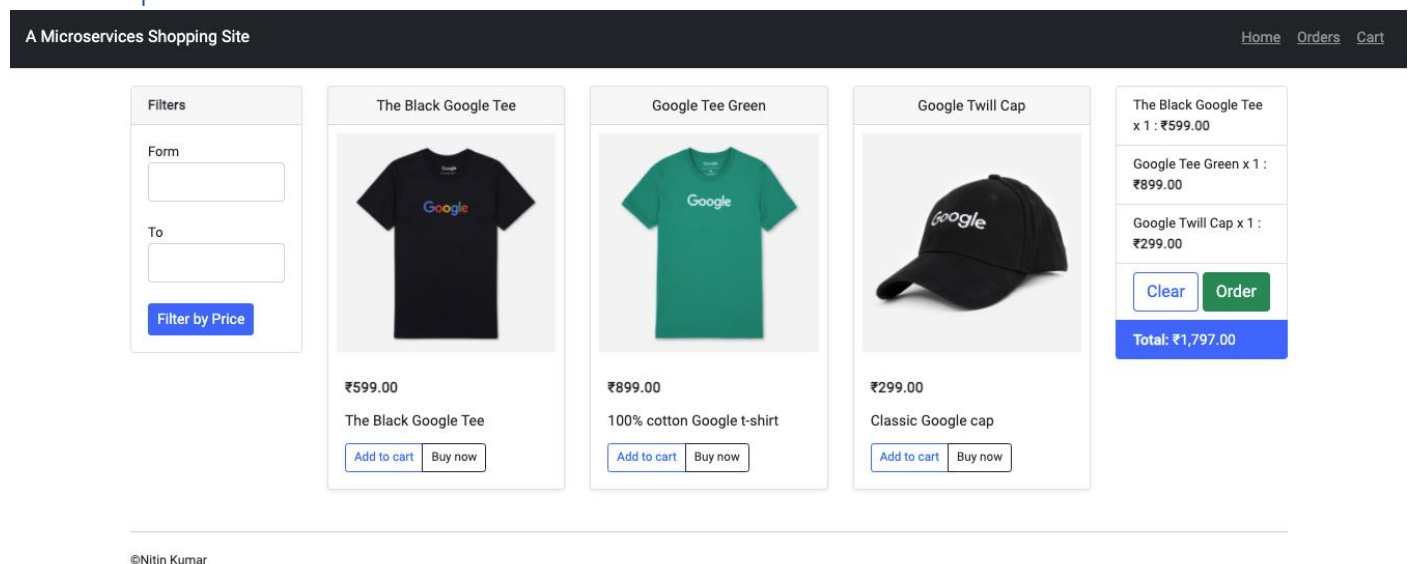 A Microservices Shopping Site
Home Orders Cart
Filters
Form
To
Filter by Price
The Black Google Tee
Google
Google
₹599.00
The Black Google Tee
Add to cart Buy now
Google Tee Green
Google
Google
₹899.00
100% cotton Google t-shirt
Add to cart Buy now
Google Twill Cap
Google
₹299.00
Classic Google cap
Add to cart Buy now
The Black Google Tee
x 1 : ₹599.00
Google Tee Green x 1 :
₹899.00
Google Twill Cap x 1 :
₹299.00
Clear Order
Total: ₹1,797.00
©Nitin Kumar